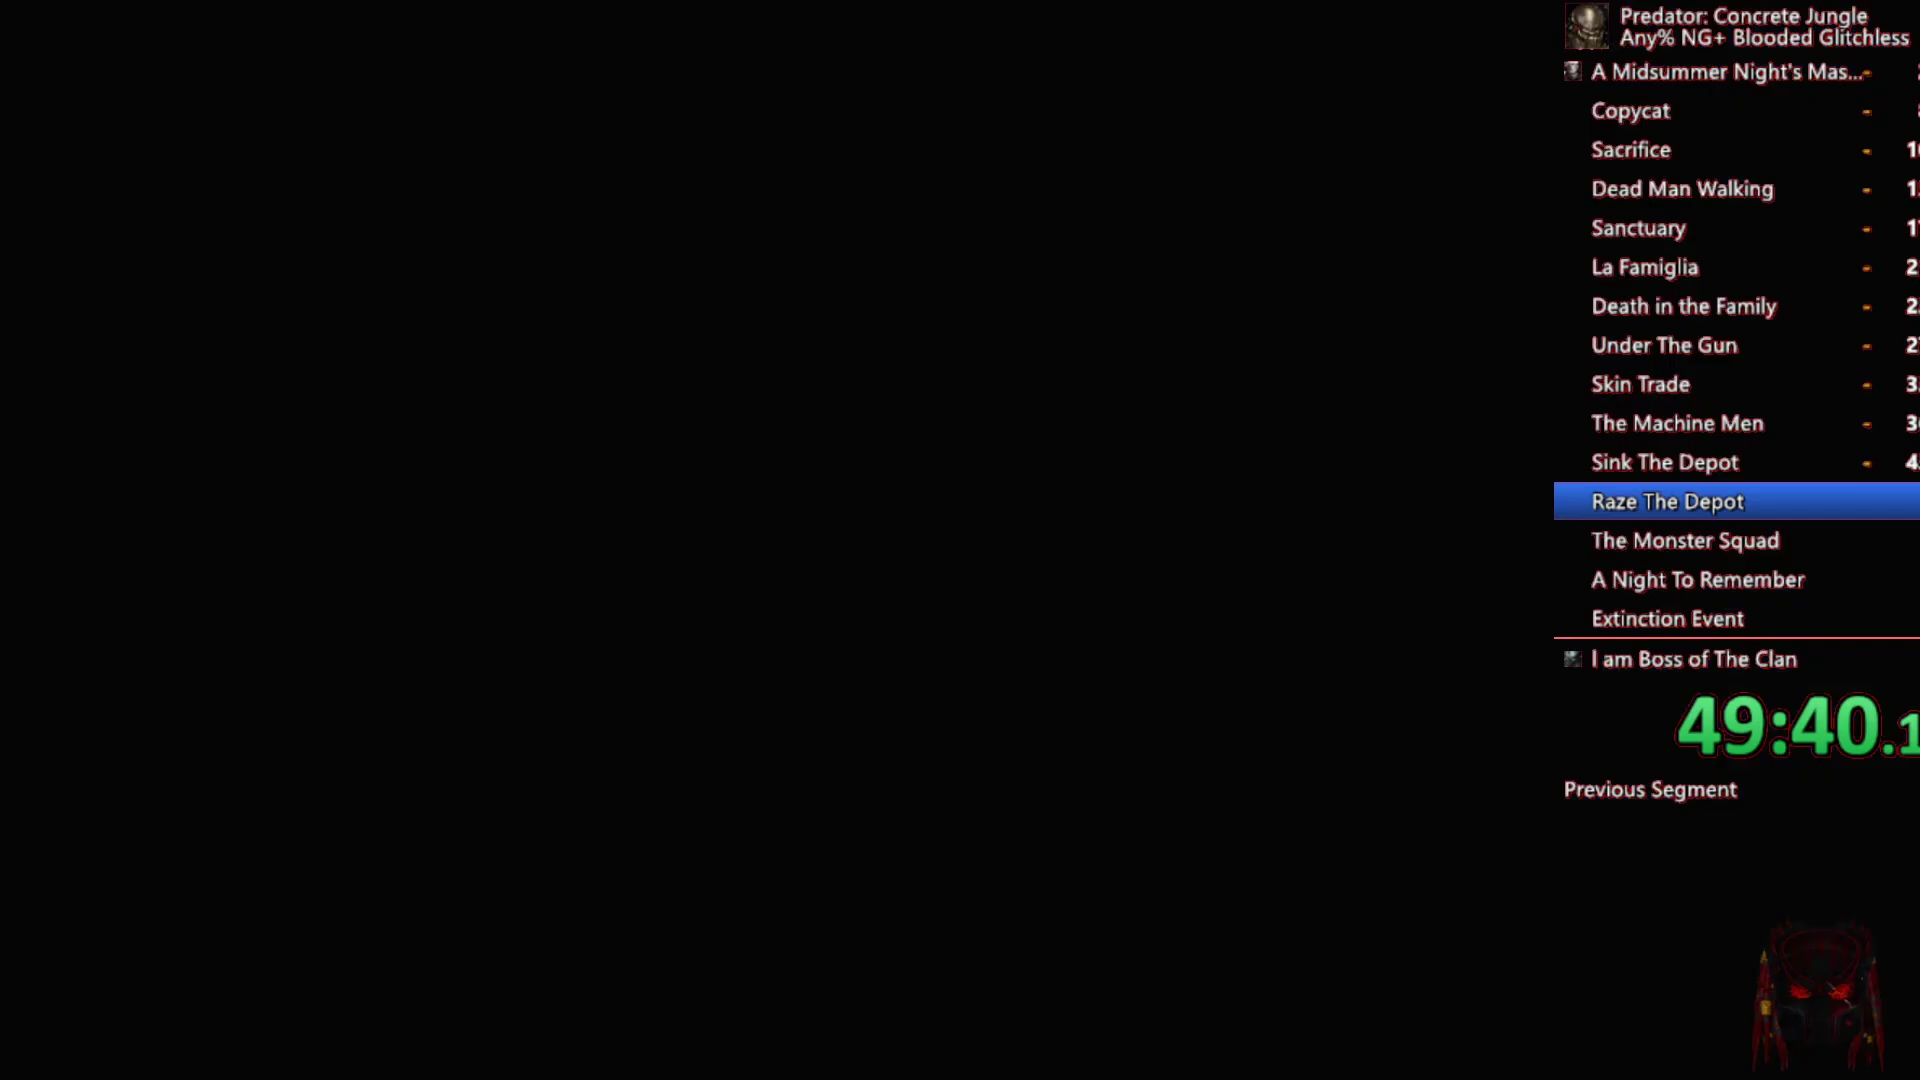 Predator: Concrete Jungle
Any% NG+ Blooded Glitchless
A Midsummer Night's Mas... -
Copycat -
Sacrifice -
Dead Man Walking -
Sanctuary -
La Famiglia -
Death in the Family -
Under The Gun -
Skin Trade -
The Machine Men -
Sink The Depot -
Raze The Depot
The Monster Squad
A Night To Remember
Extinction Event
I am Boss of The Clan
49:40.1
Previous Segment